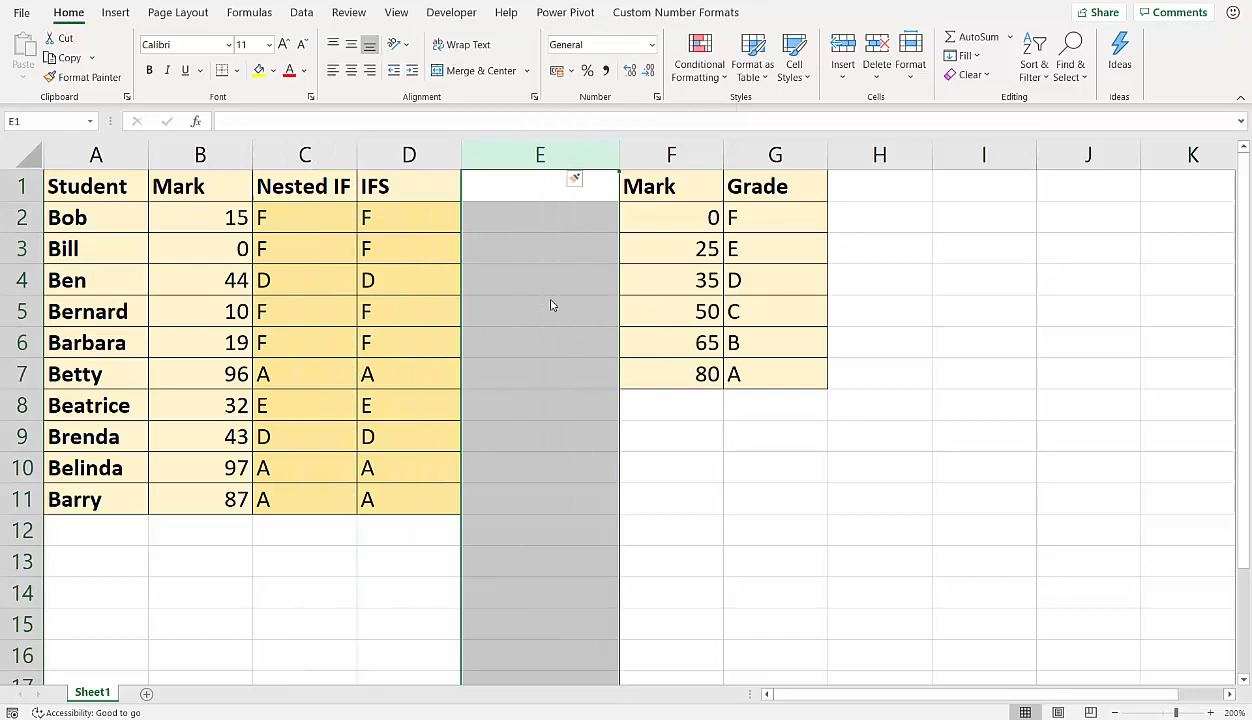 File Home Insert Page Layout Formulas Data Review View Developer Help Power Pivot Custom Number Formats Share Comments
Paste Cut Calibri 11 A A Wrap Text General Conditional Formatting Format as Table Cell Styles Insert Delete Format AutoSum Sort & Filter Find & Select Ideas
Copy Fill
Format Painter B I U A Merge & Center % , Clear
Clipboard Font Alignment Number Styles Cells Editing Ideas
E1 fx
A B C D E F G H I J K
1 Student Mark Nested IF IFS Mark Grade
2 Bob 15 F F 0 F
3 Bill 0 F F 25 E
4 Ben 44 D D 35 D
5 Bernard 10 F F 50 C
6 Barbara 19 F F 65 B
7 Betty 96 A A 80 A
8 Beatrice 32 E E
9 Brenda 43 D D
10 Belinda 97 A A
11 Barry 87 A A
12
13
14
15
16
17
Sheet1
Accessibility: Good to go 200%